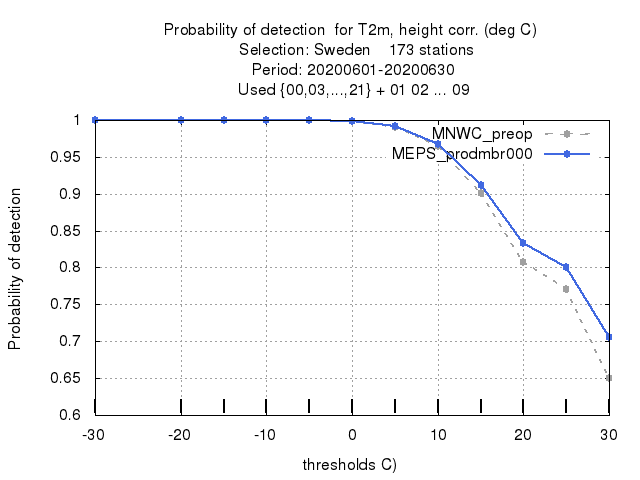 Probability of detection for T2m, height corr. (deg C)
Selection: Sweden 173 stations
Period: 20200601-20200630
Used {00,03,...,21} + 01 02 ... 09
MNWC_preop
MEPS_prodmbr000
Probability of detection
1
0.95
0.9
0.85
0.8
0.75
0.7
0.65
0.6
-30 -20 -10 0 10 20 30
thresholds C)